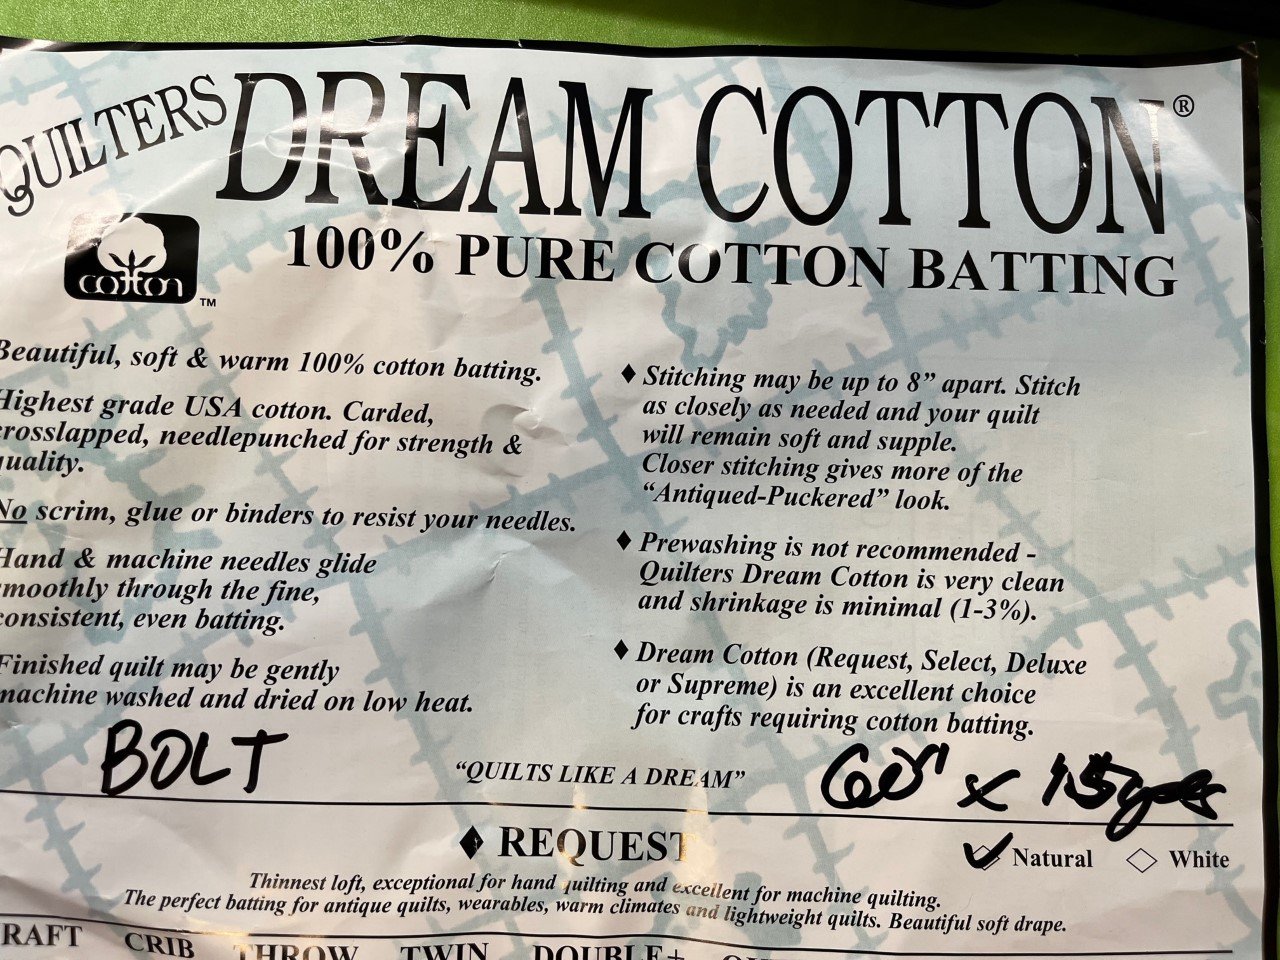 QUILTERS DREAM COTTON®
cotton ™
100% PURE COTTON BATTING
Beautiful, soft & warm 100% cotton batting.
Highest grade USA cotton. Carded,
crosslapped, needlepunched for strength &
quality.
No scrim, glue or binders to resist your needles.
Hand & machine needles glide
smoothly through the fine,
consistent, even batting.
Finished quilt may be gently
machine washed and dried on low heat.
♦ Stitching may be up to 8” apart. Stitch
as closely as needed and your quilt
will remain soft and supple.
Closer stitching gives more of the
“Antiqued-Puckered” look.
♦ Prewashing is not recommended -
Quilters Dream Cotton is very clean
and shrinkage is minimal (1-3%).
♦ Dream Cotton (Request, Select, Deluxe
or Supreme) is an excellent choice
for crafts requiring cotton batting.
BOLT
“QUILTS LIKE A DREAM”
60" x 15yds
♦ REQUEST
Natural
White
Thinnest loft, exceptional for hand quilting and excellent for machine quilting.
The perfect batting for antique quilts, wearables, warm climates and lightweight quilts. Beautiful soft drape.
RAFT CRIB THROW TWIN DOUBLE+